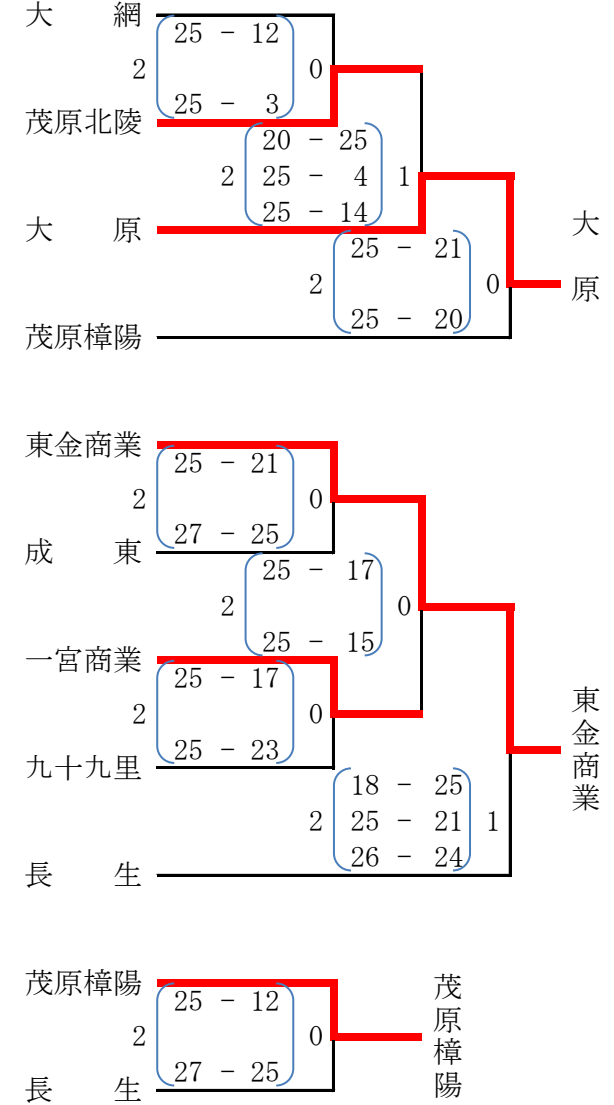 大 網
25 － 12
2 0
25 － 3
茂原北陵
20 － 25
2 25 － 4 1
25 － 14
大 原
25 － 21
2 0
25 － 20
茂原樟陽
大原
東金商業
25 － 21
2 0
27 － 25
成 東
25 － 17
2 0
25 － 15
一宮商業
25 － 17
2 0
25 － 23
九十九里
18 － 25
2 25 － 21 1
26 － 24
長 生
東金商業
茂原樟陽
25 － 12
2 0
27 － 25
長 生
茂原樟陽